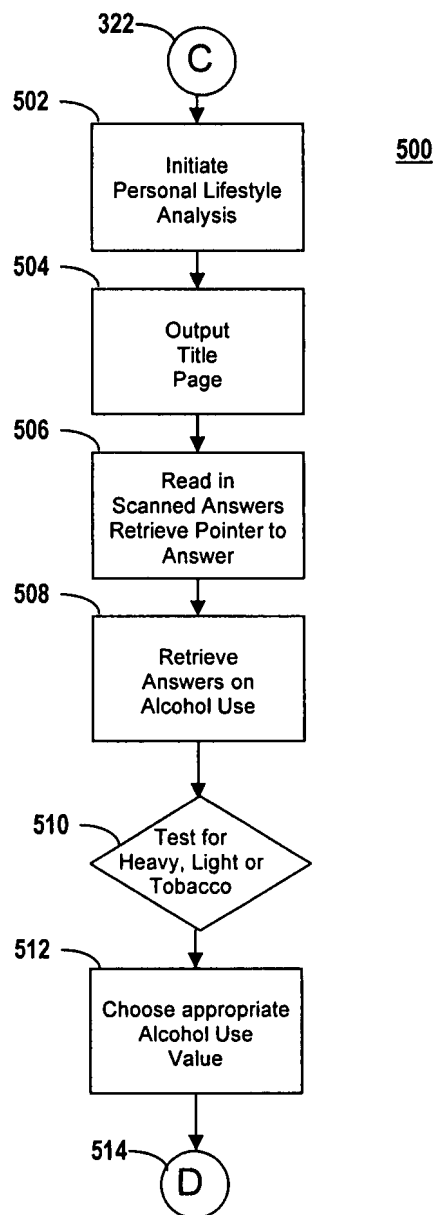 322
C
502
500
Initiate
Personal Lifestyle
Analysis
504
Output
Title
Page
506
Read in
Scanned Answers
Retrieve Pointer to
Answer
508
Retrieve
Answers on
Alcohol Use
510
Test for
Heavy, Light or
Tobacco
512
Choose appropriate
Alcohol Use
Value
514
D